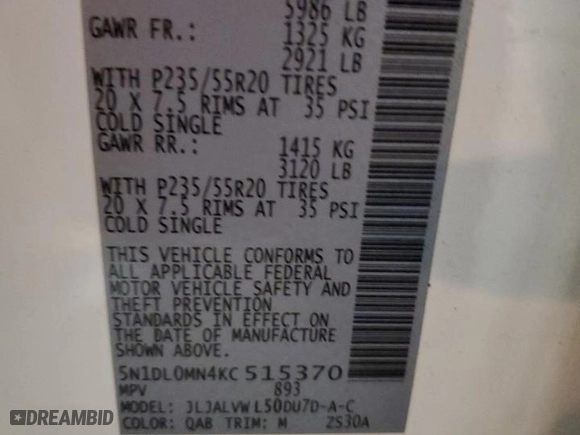 5986 LB
GAWR FR.: 1325 KG
2921 LB
WITH P235/55R20 TIRES
20 X 7.5 RIMS AT 35 PSI
COLD SINGLE
GAWR RR.: 1415 KG
3120 LB
WITH P235/55R20 TIRES
20 X 7.5 RIMS AT 35 PSI
COLD SINGLE
THIS VEHICLE CONFORMS TO
ALL APPLICABLE FEDERAL
MOTOR VEHICLE SAFETY AND
THEFT PREVENTION
STANDARDS IN EFFECT ON
THE DATE OF MANUFACTURE
SHOWN ABOVE.
5N1DL0MN4KC515370
MPV 893
MODEL: JLJALVWL50DU7D-A-C
COLOR: QAB TRIM: M ZS30A
DREAMBID